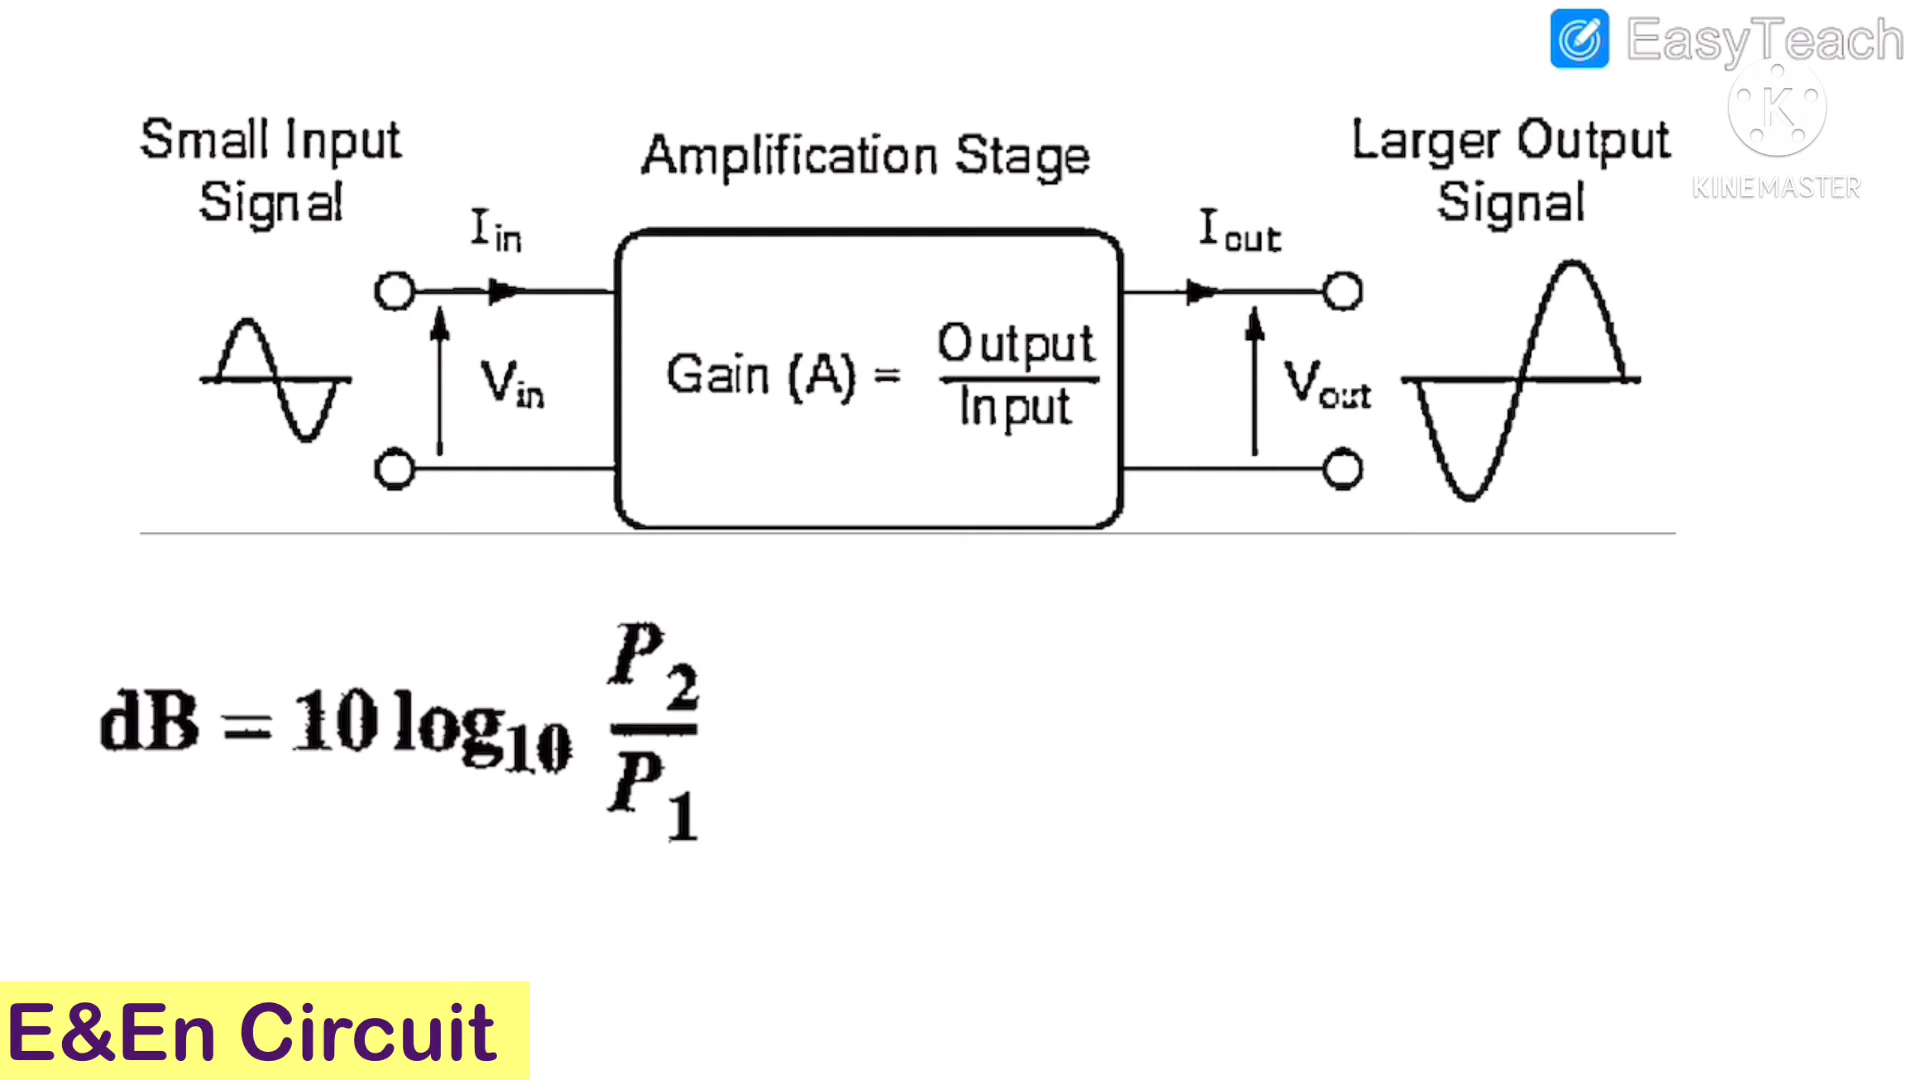 EasyTeach
KINEMASTER
K
Small Input
Signal
Amplification Stage
Larger Output
Signal
Iin
Iout
Vin
Gain (A) = Output
Input
Vout
dB = 10 log10 P2
P1
E&En Circuit